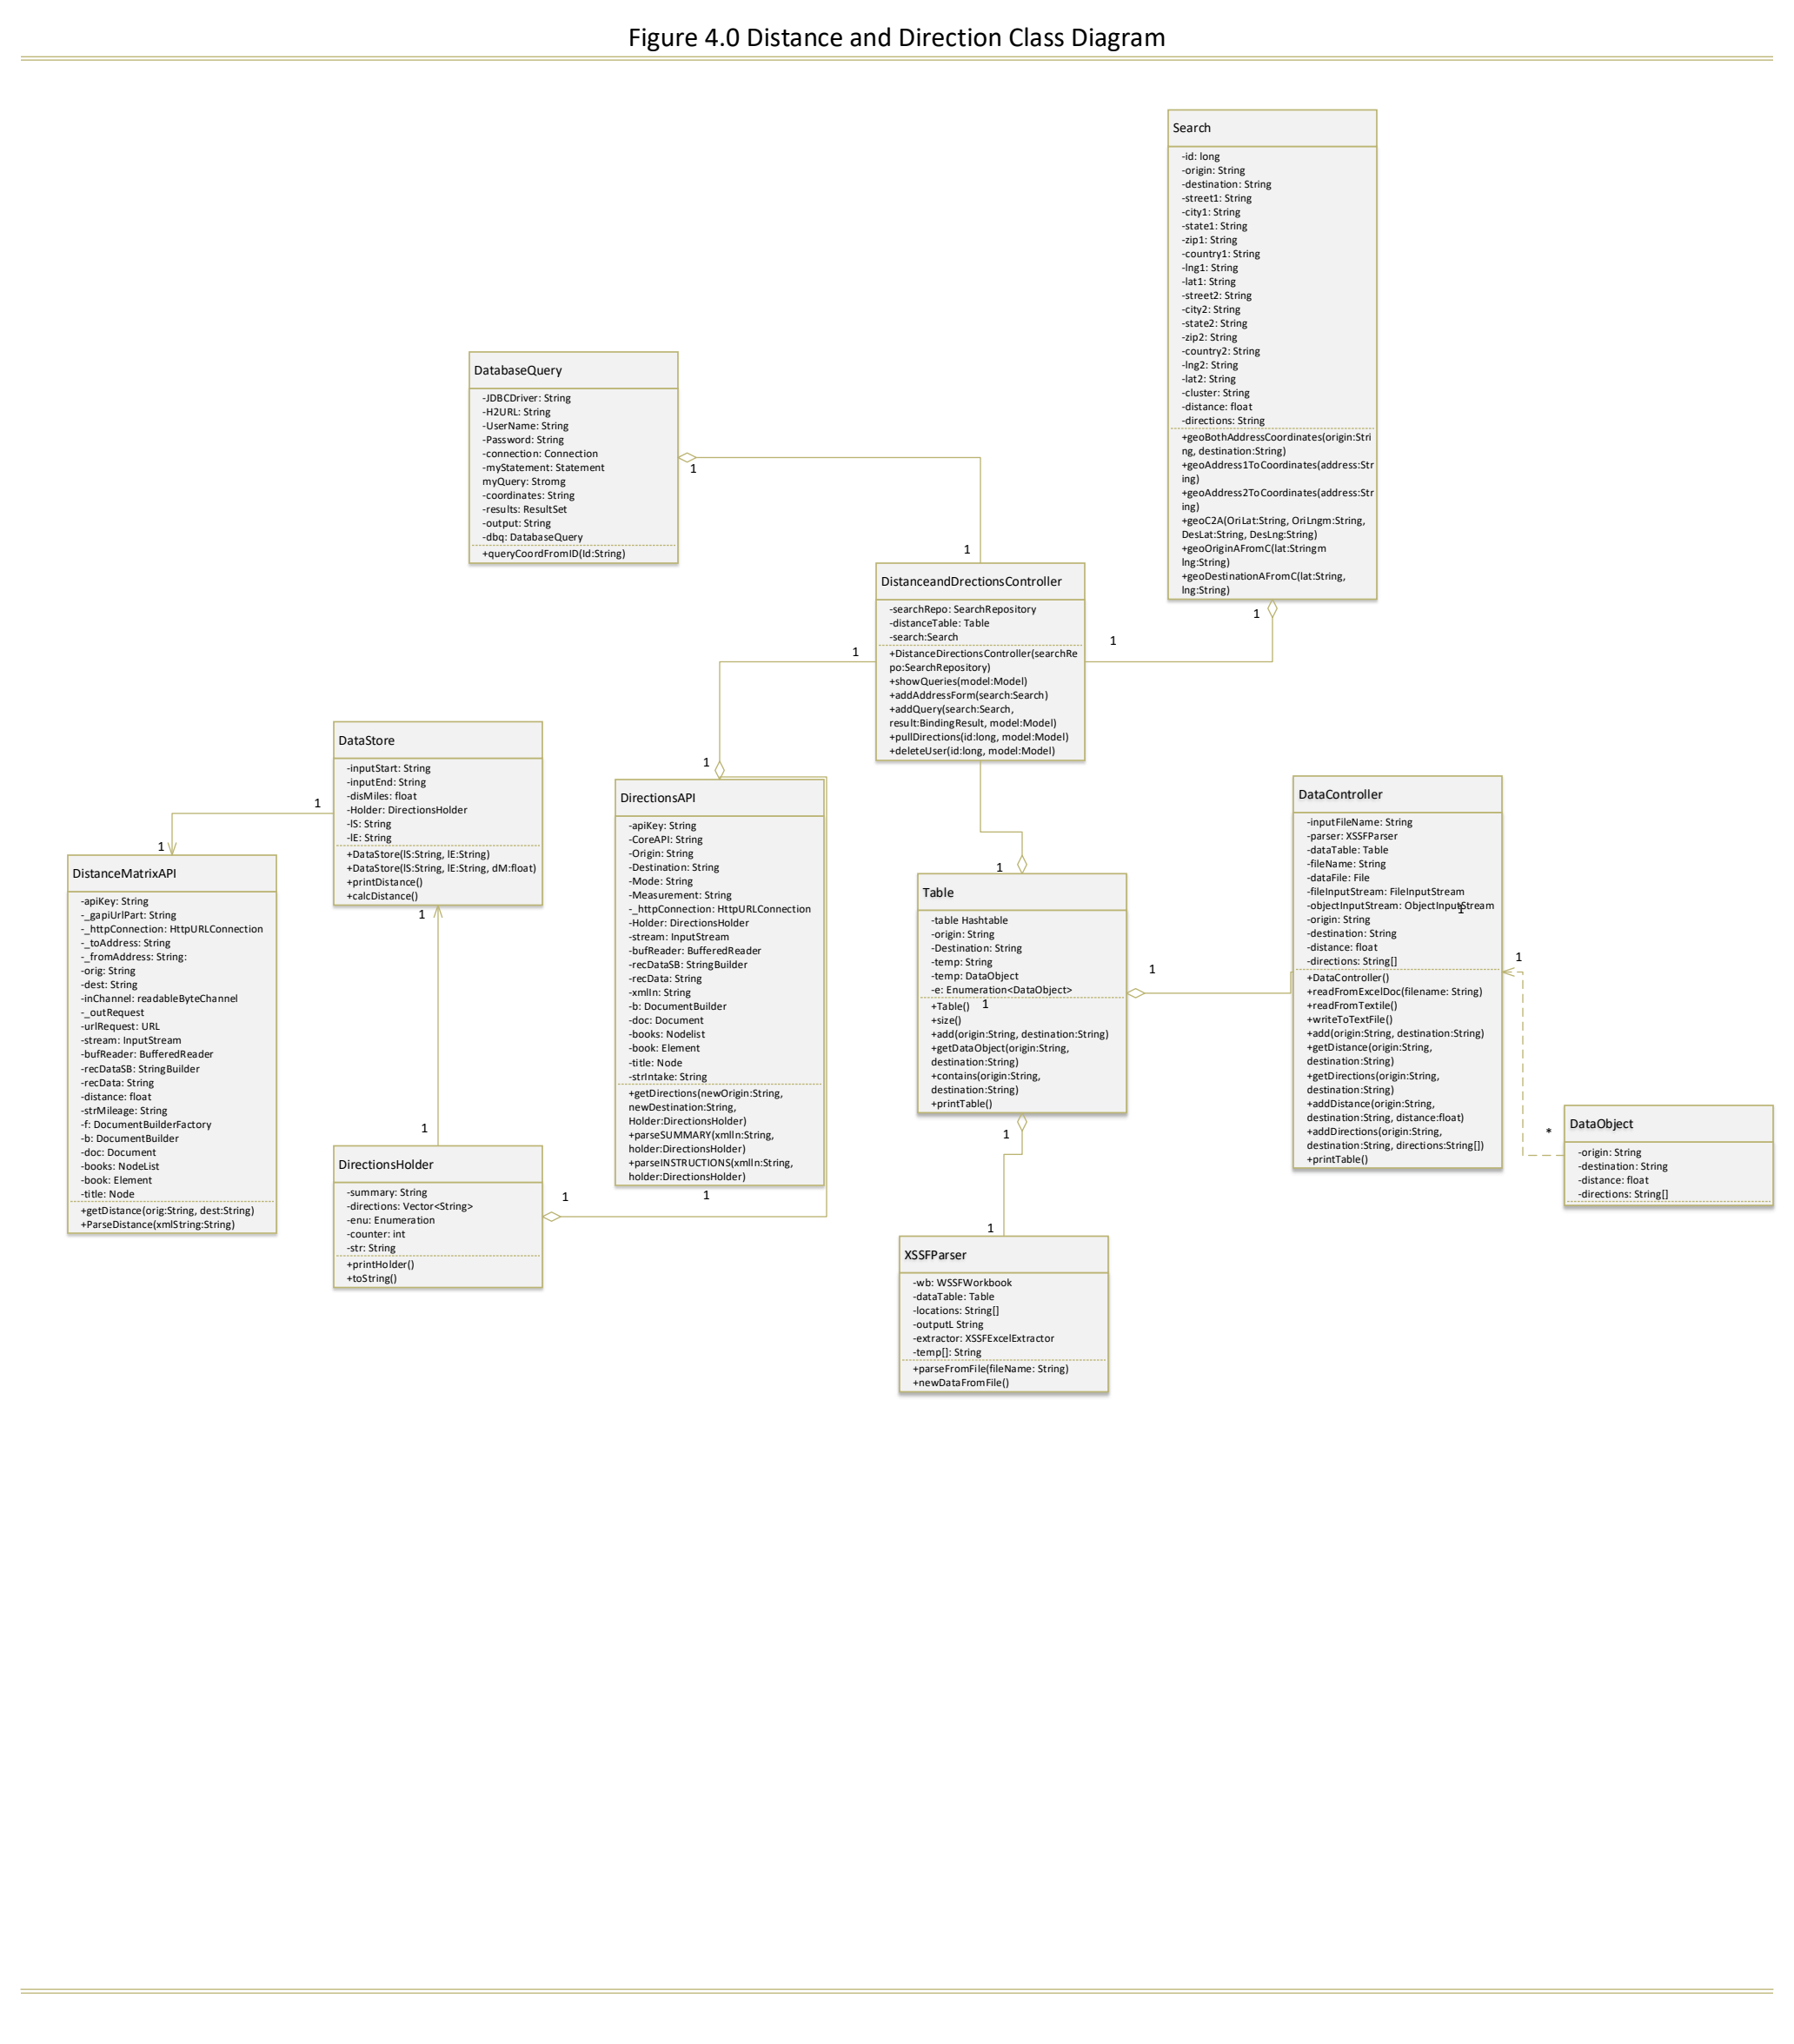 Figure 4.0 Distance and Direction Class Diagram
Search
-id: long
-origin: String
-destination: String
-street1: String
-city1: String
-state1: String
-zip1: String
-country1: String
-lng1: String
-lat1: String
-street2: String
-city2: String
-state2: String
-zip2: String
-country2: String
-lng2: String
-lat2: String
-cluster: String
-distance: float
-directions: String
+geoBothAddressCoordinates(origin:Stri
ng, destination:String)
+geoAddress1ToCoordinates(address:Str
ing)
+geoAddress2ToCoordinates(address:Str
ing)
+geoC2A(OriLat:String, OriLngm:String,
DesLat:String, DesLng:String)
+geoOriginAFromC(lat:Stringm
lng:String)
+geoDestinationAFromC(lat:String,
lng:String)
1
1
DatabaseQuery
-JDBCDriver: String
-H2URL: String
-UserName: String
-Password: String
-connection: Connection
-myStatement: Statement
myQuery: Stromg
-coordinates: String
-results: ResultSet
-output: String
-dbq: DatabaseQuery
+queryCoordFromID(Id:String)
1
1
DistanceandDrectionsController
-searchRepo: SearchRepository
-distanceTable: Table
-search:Search
+DistanceDirectionsController(searchRe
po:SearchRepository)
+showQueries(model:Model)
+addAddressForm(search:Search)
+addQuery(search:Search,
result:BindingResult, model:Model)
+pullDirections(id:long, model:Model)
+deleteUser(id:long, model:Model)
1
1
DataStore
-inputStart: String
-inputEnd: String
-disMiles: float
-Holder: DirectionsHolder
-lS: String
-lE: String
+DataStore(lS:String, lE:String)
+DataStore(lS:String, lE:String, dM:float)
+printDistance()
+calcDistance()
1
1
1
1
DistanceMatrixAPI
-apiKey: String
-_gapiUrlPart: String
-_httpConnection: HttpURLConnection
-_toAddress: String
-_fromAddress: String:
-orig: String
-dest: String
-inChannel: readableByteChannel
-_outRequest
-urlRequest: URL
-stream: InputStream
-bufReader: BufferedReader
-recDataSB: StringBuilder
-recData: String
-distance: float
-strMileage: String
-f: DocumentBuilderFactory
-b: DocumentBuilder
-doc: Document
-books: NodeList
-book: Element
-title: Node
+getDistance(orig:String, dest:String)
+ParseDistance(xmlString:String)
DirectionsHolder
-summary: String
-directions: Vector<String>
-enu: Enumeration
-counter: int
-str: String
+printHolder()
+toString()
1
1
DirectionsAPI
-apiKey: String
-CoreAPI: String
-Origin: String
-Destination: String
-Mode: String
-Measurement: String
-_httpConnection: HttpURLConnection
-Holder: DirectionsHolder
-stream: InputStream
-bufReader: BufferedReader
-recDataSB: StringBuilder
-recData: String
-xmlIn: String
-b: DocumentBuilder
-doc: Document
-books: Nodelist
-book: Element
-title: Node
-strIntake: String
+getDirections(newOrigin:String,
newDestination:String,
Holder:DirectionsHolder)
+parseSUMMARY(xmlIn:String,
holder:DirectionsHolder)
+parseINSTRUCTIONS(xmlIn:String,
holder:DirectionsHolder)
1
Table
-table Hashtable
-origin: String
-Destination: String
-temp: String
-temp: DataObject
-e: Enumeration<DataObject>
+Table()
1
+size()
+add(origin:String, destination:String)
+getDataObject(origin:String,
destination:String)
+contains(origin:String,
destination:String)
+printTable()
1
1
1
XSSFParser
-wb: WSSFWorkbook
-dataTable: Table
-locations: String[]
-outputL String
-extractor: XSSFExcelExtractor
-temp[]: String
+parseFromFile(fileName: String)
+newDataFromFile()
DataController
-inputFileName: String
-parser: XSSFParser
-dataTable: Table
-fileName: String
-dataFile: File
-fileInputStream: FileInputStream
-objectInputStream: ObjectInputStream
1
-origin: String
-destination: String
-distance: float
-directions: String[]
+DataController()
+readFromExcelDoc(filename: String)
+readFromTextile()
+writeToTextFile()
+add(origin:String, destination:String)
+getDistance(origin:String,
destination:String)
+getDirections(origin:String,
destination:String)
+addDistance(origin:String,
destination:String, distance:float)
+addDirections(origin:String,
destination:String, directions:String[])
+printTable()
1
*
DataObject
-origin: String
-destination: String
-distance: float
-directions: String[]